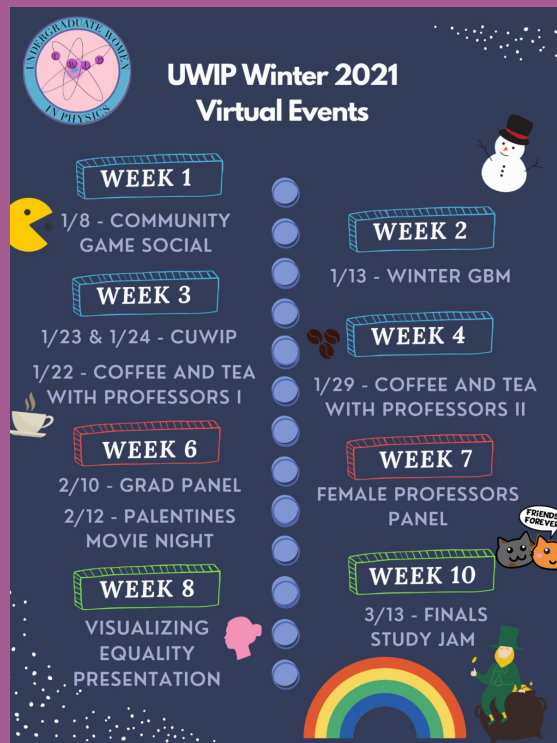 UNDERGRADUATE WOMEN
U W I P
IN PHYSICS
UWIP Winter 2021
Virtual Events
WEEK 1
1/8 - COMMUNITY
GAME SOCIAL
WEEK 2
1/13 - WINTER GBM
WEEK 3
1/23 & 1/24 - CUWIP
1/22 - COFFEE AND TEA
WITH PROFESSORS I
WEEK 4
1/29 - COFFEE AND TEA
WITH PROFESSORS II
WEEK 6
2/10 - GRAD PANEL
2/12 - PALENTINES
MOVIE NIGHT
WEEK 7
FEMALE PROFESSORS
PANEL
FRIENDS
FOREVER
WEEK 8
VISUALIZING
EQUALITY
PRESENTATION
WEEK 10
3/13 - FINALS
STUDY JAM